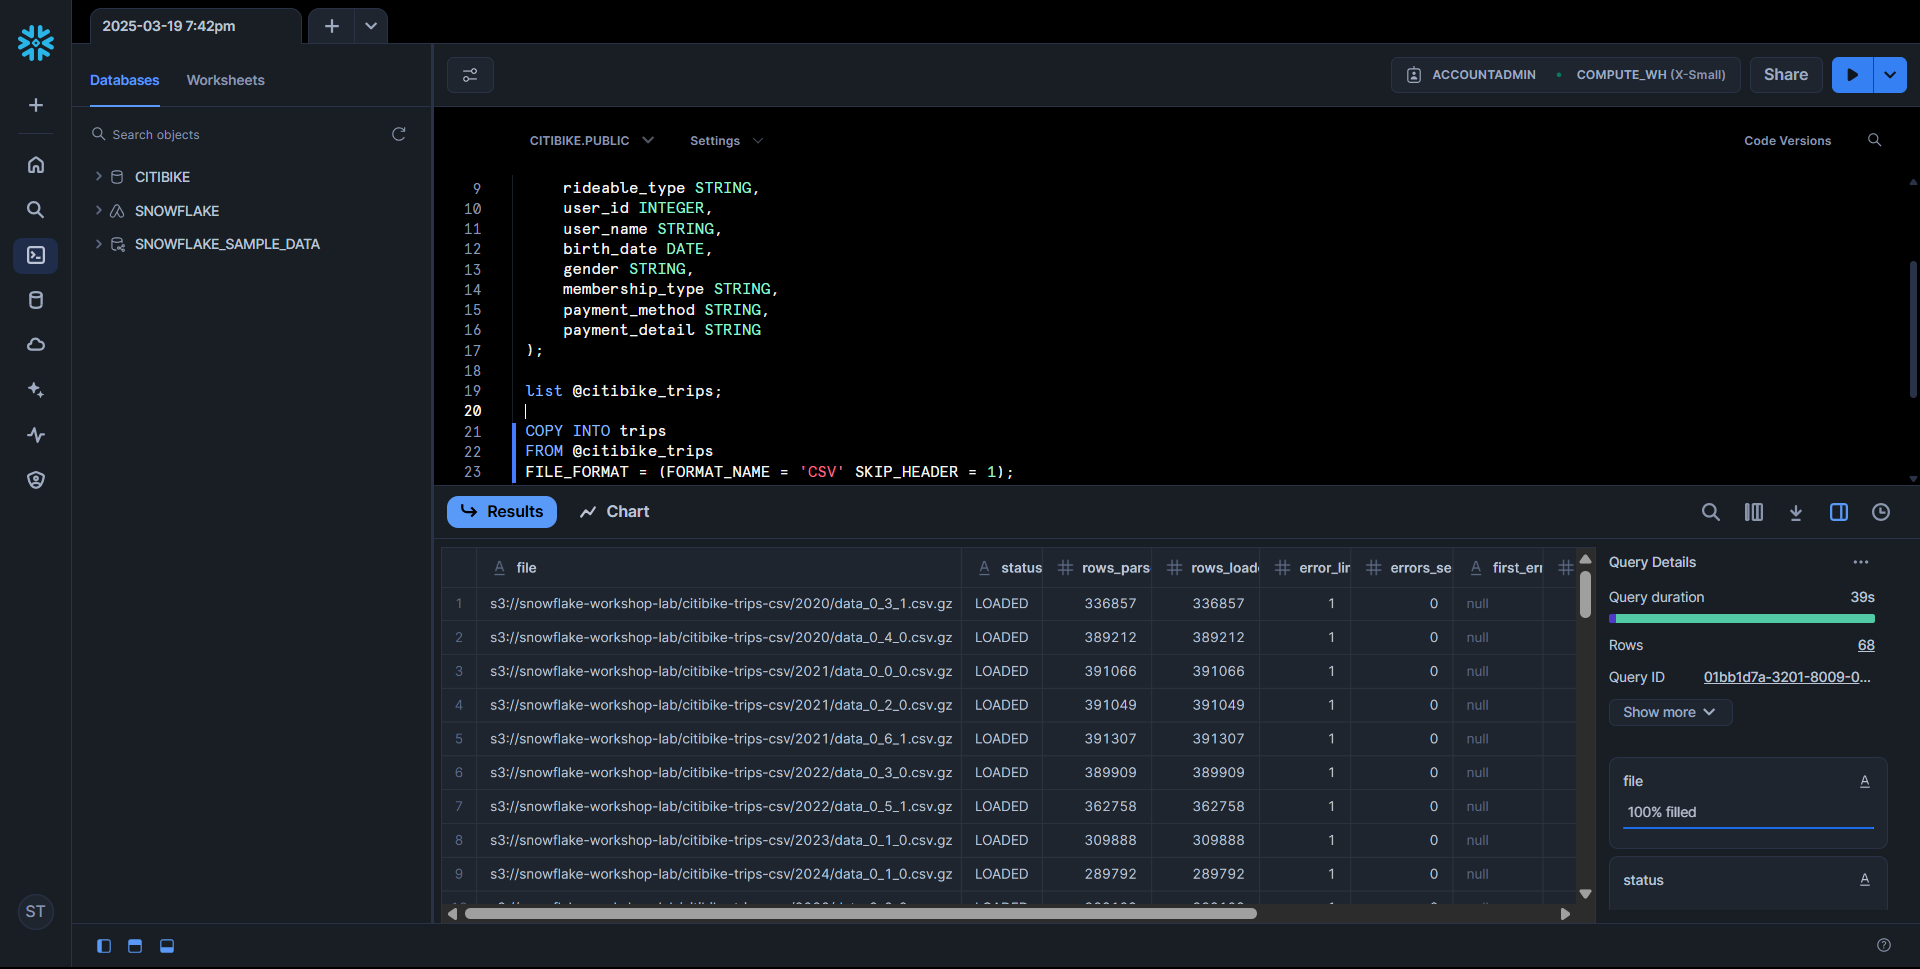 2025-03-19 7:42pm
Databases Worksheets
ACCOUNTADMIN • COMPUTE_WH (X-Small)
Share
Search objects
CITIBIKE
SNOWFLAKE
SNOWFLAKE_SAMPLE_DATA
CITIBIKE.PUBLIC Settings Code Versions
9 rideable_type STRING,
10 user_id INTEGER,
11 user_name STRING,
12 birth_date DATE,
13 gender STRING,
14 membership_type STRING,
15 payment_method STRING,
16 payment_detail STRING
17 );
18
19 list @citibike_trips;
20
21 COPY INTO trips
22 FROM @citibike_trips
23 FILE_FORMAT = (FORMAT_NAME = 'CSV' SKIP_HEADER = 1);
Results Chart
file status rows_pars rows_load error_lir errors_se first_err
1 s3://snowflake-workshop-lab/citibike-trips-csv/2020/data_0_3_1.csv.gz LOADED 336857 336857 1 0 null
2 s3://snowflake-workshop-lab/citibike-trips-csv/2020/data_0_4_0.csv.gz LOADED 389212 389212 1 0 null
3 s3://snowflake-workshop-lab/citibike-trips-csv/2021/data_0_0_0.csv.gz LOADED 391066 391066 1 0 null
4 s3://snowflake-workshop-lab/citibike-trips-csv/2021/data_0_2_0.csv.gz LOADED 391049 391049 1 0 null
5 s3://snowflake-workshop-lab/citibike-trips-csv/2021/data_0_6_1.csv.gz LOADED 391307 391307 1 0 null
6 s3://snowflake-workshop-lab/citibike-trips-csv/2022/data_0_3_0.csv.gz LOADED 389909 389909 1 0 null
7 s3://snowflake-workshop-lab/citibike-trips-csv/2022/data_0_5_1.csv.gz LOADED 362758 362758 1 0 null
8 s3://snowflake-workshop-lab/citibike-trips-csv/2023/data_0_1_0.csv.gz LOADED 309888 309888 1 0 null
9 s3://snowflake-workshop-lab/citibike-trips-csv/2024/data_0_1_0.csv.gz LOADED 289792 289792 1 0 null
Query Details
Query duration 39s
Rows 68
Query ID 01bb1d7a-3201-8009-0...
Show more
file
100% filled
status
ST